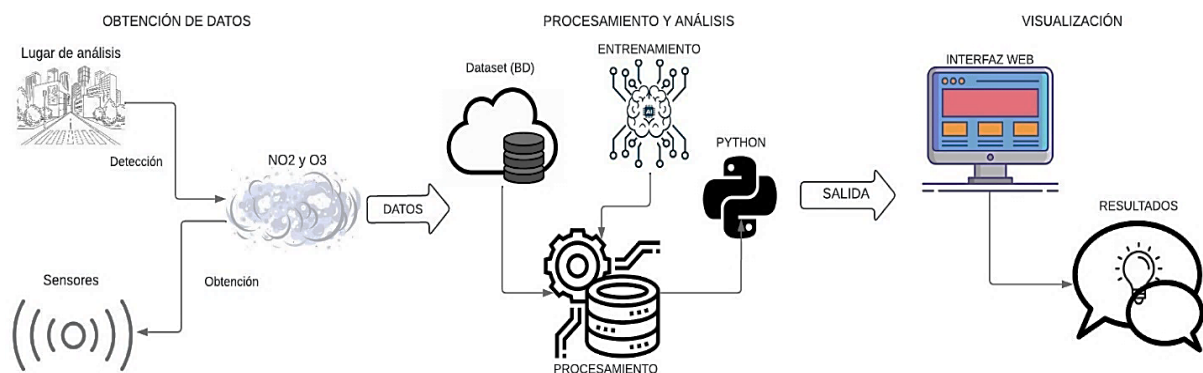 OBTENCIÓN DE DATOS
Lugar de análisis
Detección
NO2 y O3
Obtención
Sensores
DATOS
PROCESAMIENTO Y ANÁLISIS
Dataset (BD)
ENTRENAMIENTO
AI
PYTHON
PROCESAMIENTO
SALIDA
VISUALIZACIÓN
INTERFAZ WEB
RESULTADOS